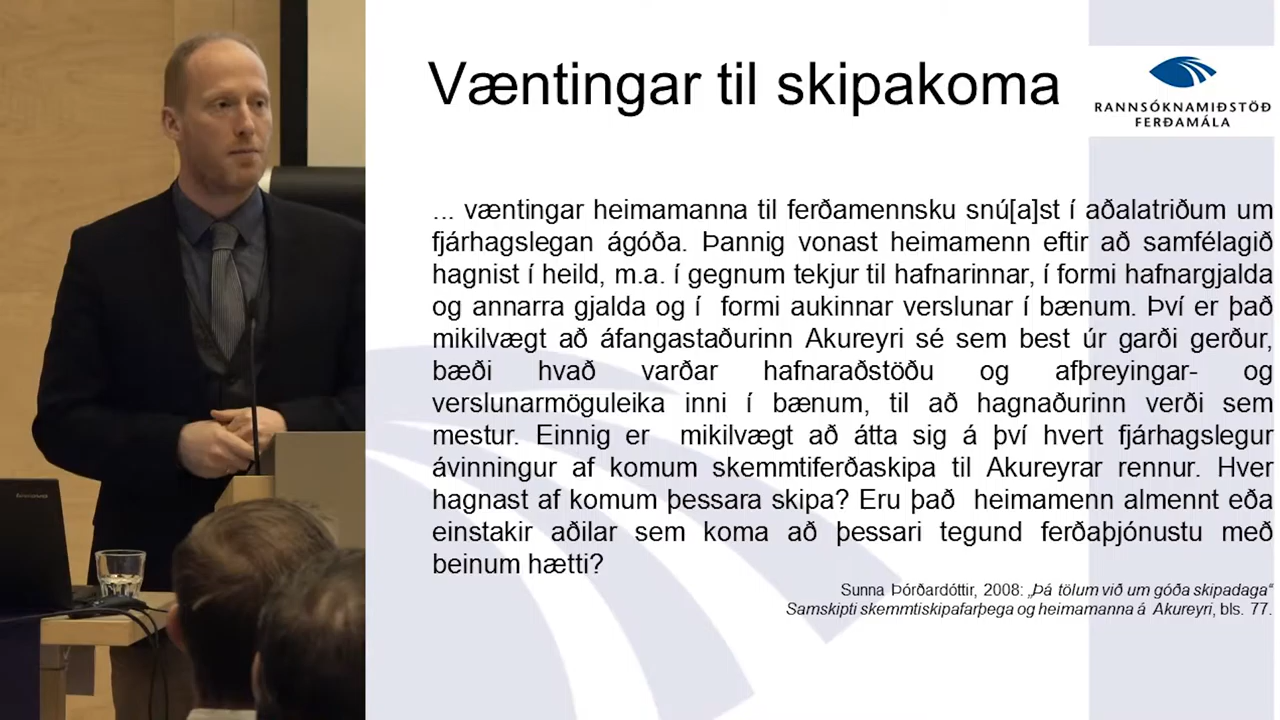 Væntingar til skipakoma
RANNSÓKNAMIÐSTÖÐ
FERÐAMÁLA
... væntingar heimamanna til ferðamennsku snú[a]st í aðalatriðum um
fjárhagslegan ágóða. Þannig vonast heimamenn eftir að samfélagið
hagnist í heild, m.a. í gegnum tekjur til hafnarinnar, í formi hafnargjalda
og annarra gjalda og í formi aukinnar verslunar í bænum. Því er það
mikilvægt að áfangastaðurinn Akureyri sé sem best úr garði gerður,
bæði hvað varðar hafnaraðstöðu og afþreyingar- og
verslunarmöguleika inni í bænum, til að hagnaðurinn verði sem
mestur. Einnig er mikilvægt að átta sig á því hvert fjárhagslegur
ávinningur af komum skemmtiferðaskipa til Akureyrar rennur. Hver
hagnast af komum þessara skipa? Eru það heimamenn almennt eða
einstakir aðilar sem koma að þessari tegund ferðaþjónustu með
beinum hætti?
Sunna Þórðardóttir, 2008: „Þá tölum við um góða skipadaga“
Samskipti skemmtiskipafarþega og heimamanna á Akureyri, bls. 77.